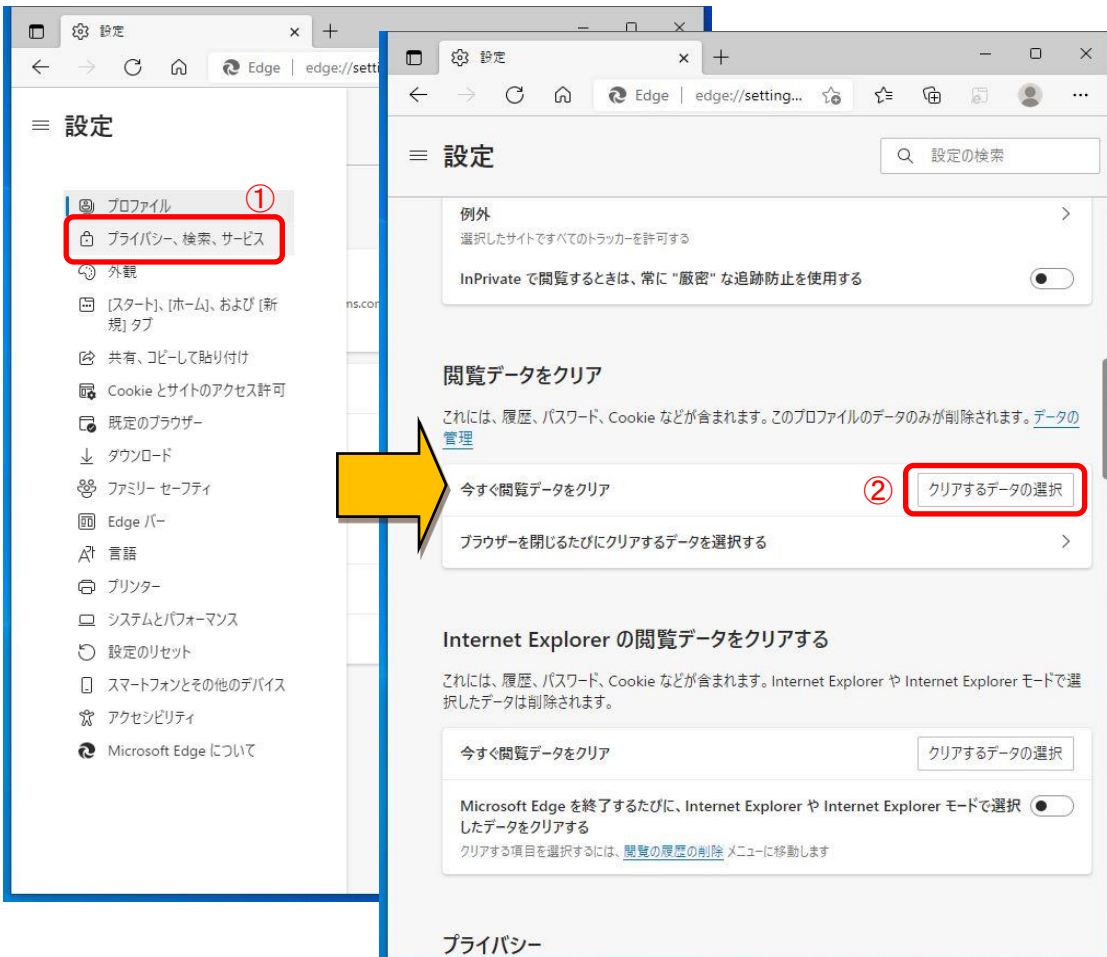 設定
Edge | edge://setti
設定
プロファイル
①
プライバシー、検索、サービス
外観
[スタート]、[ホーム]、および [新
規] タブ
共有、コピーして貼り付け
Cookie とサイトのアクセス許可
既定のブラウザー
ダウンロード
ファミリー セーフティ
Edge バー
言語
プリンター
システムとパフォーマンス
設定のリセット
スマートフォンとその他のデバイス
アクセシビリティ
Microsoft Edge について
ns.con
設定
Edge | edge://setting...
設定
設定の検索
例外
選択したサイトですべてのトラッカーを許可する
InPrivate で閲覧するときは、常に "厳密" な追跡防止を使用する
閲覧データをクリア
これには、履歴、パスワード、Cookie などが含まれます。このプロファイルのデータのみが削除されます。データの
管理
今すぐ閲覧データをクリア
②
クリアするデータの選択
ブラウザーを閉じるたびにクリアするデータを選択する
Internet Explorer の閲覧データをクリアする
これには、履歴、パスワード、Cookie などが含まれます。Internet Explorer や Internet Explorer モードで選
択したデータは削除されます。
今すぐ閲覧データをクリア
クリアするデータの選択
Microsoft Edge を終了するたびに、Internet Explorer や Internet Explorer モードで選択
したデータをクリアする
クリアする項目を選択するには、閲覧の履歴の削除 メニューに移動します
プライバシー